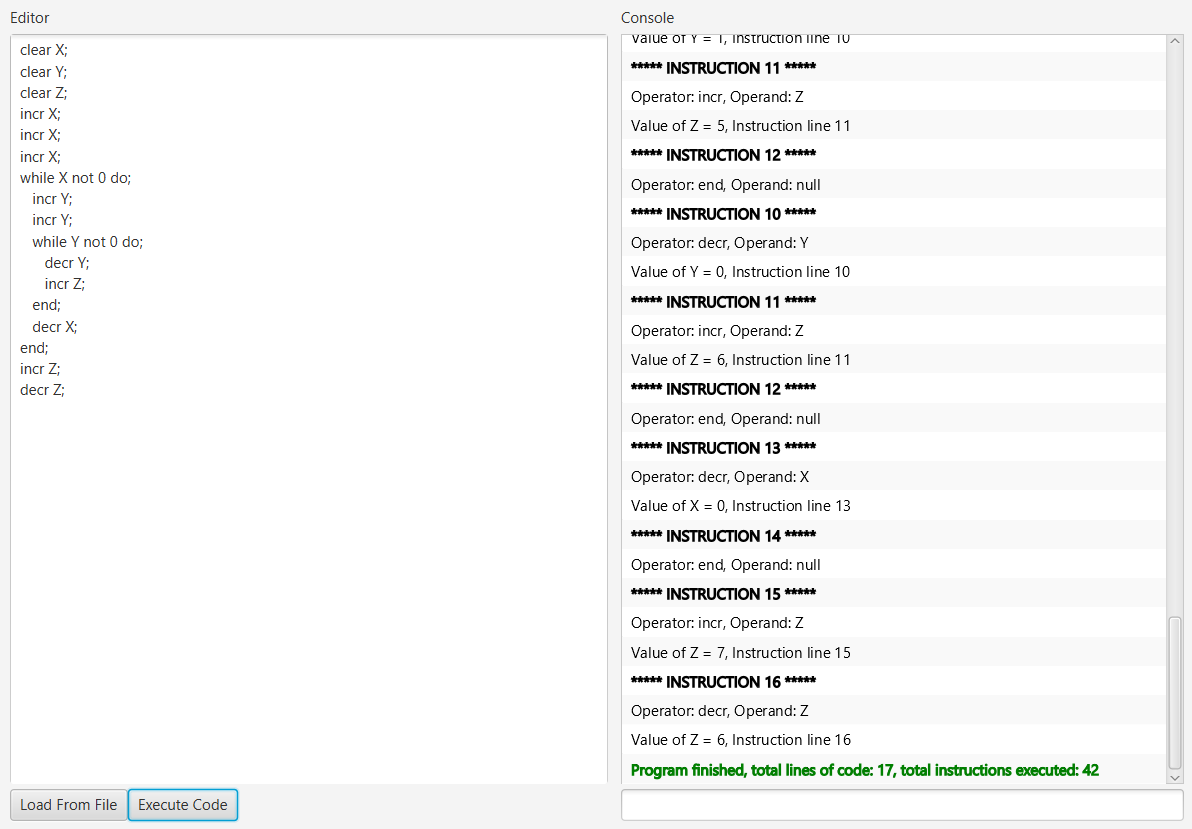 Editor
clear X;
clear Y;
clear Z;
incr X;
incr X;
incr X;
while X not 0 do;
incr Y;
incr Y;
while Y not 0 do;
decr Y;
incr Z;
end;
decr X;
end;
incr Z;
decr Z;
Load From File
Execute Code
Console
Value of Y = 1, Instruction line 10
***** INSTRUCTION 11 *****
Operator: incr, Operand: Z
Value of Z = 5, Instruction line 11
***** INSTRUCTION 12 *****
Operator: end, Operand: null
***** INSTRUCTION 10 *****
Operator: decr, Operand: Y
Value of Y = 0, Instruction line 10
***** INSTRUCTION 11 *****
Operator: incr, Operand: Z
Value of Z = 6, Instruction line 11
***** INSTRUCTION 12 *****
Operator: end, Operand: null
***** INSTRUCTION 13 *****
Operator: decr, Operand: X
Value of X = 0, Instruction line 13
***** INSTRUCTION 14 *****
Operator: end, Operand: null
***** INSTRUCTION 15 *****
Operator: incr, Operand: Z
Value of Z = 7, Instruction line 15
***** INSTRUCTION 16 *****
Operator: decr, Operand: Z
Value of Z = 6, Instruction line 16
Program finished, total lines of code: 17, total instructions executed: 42